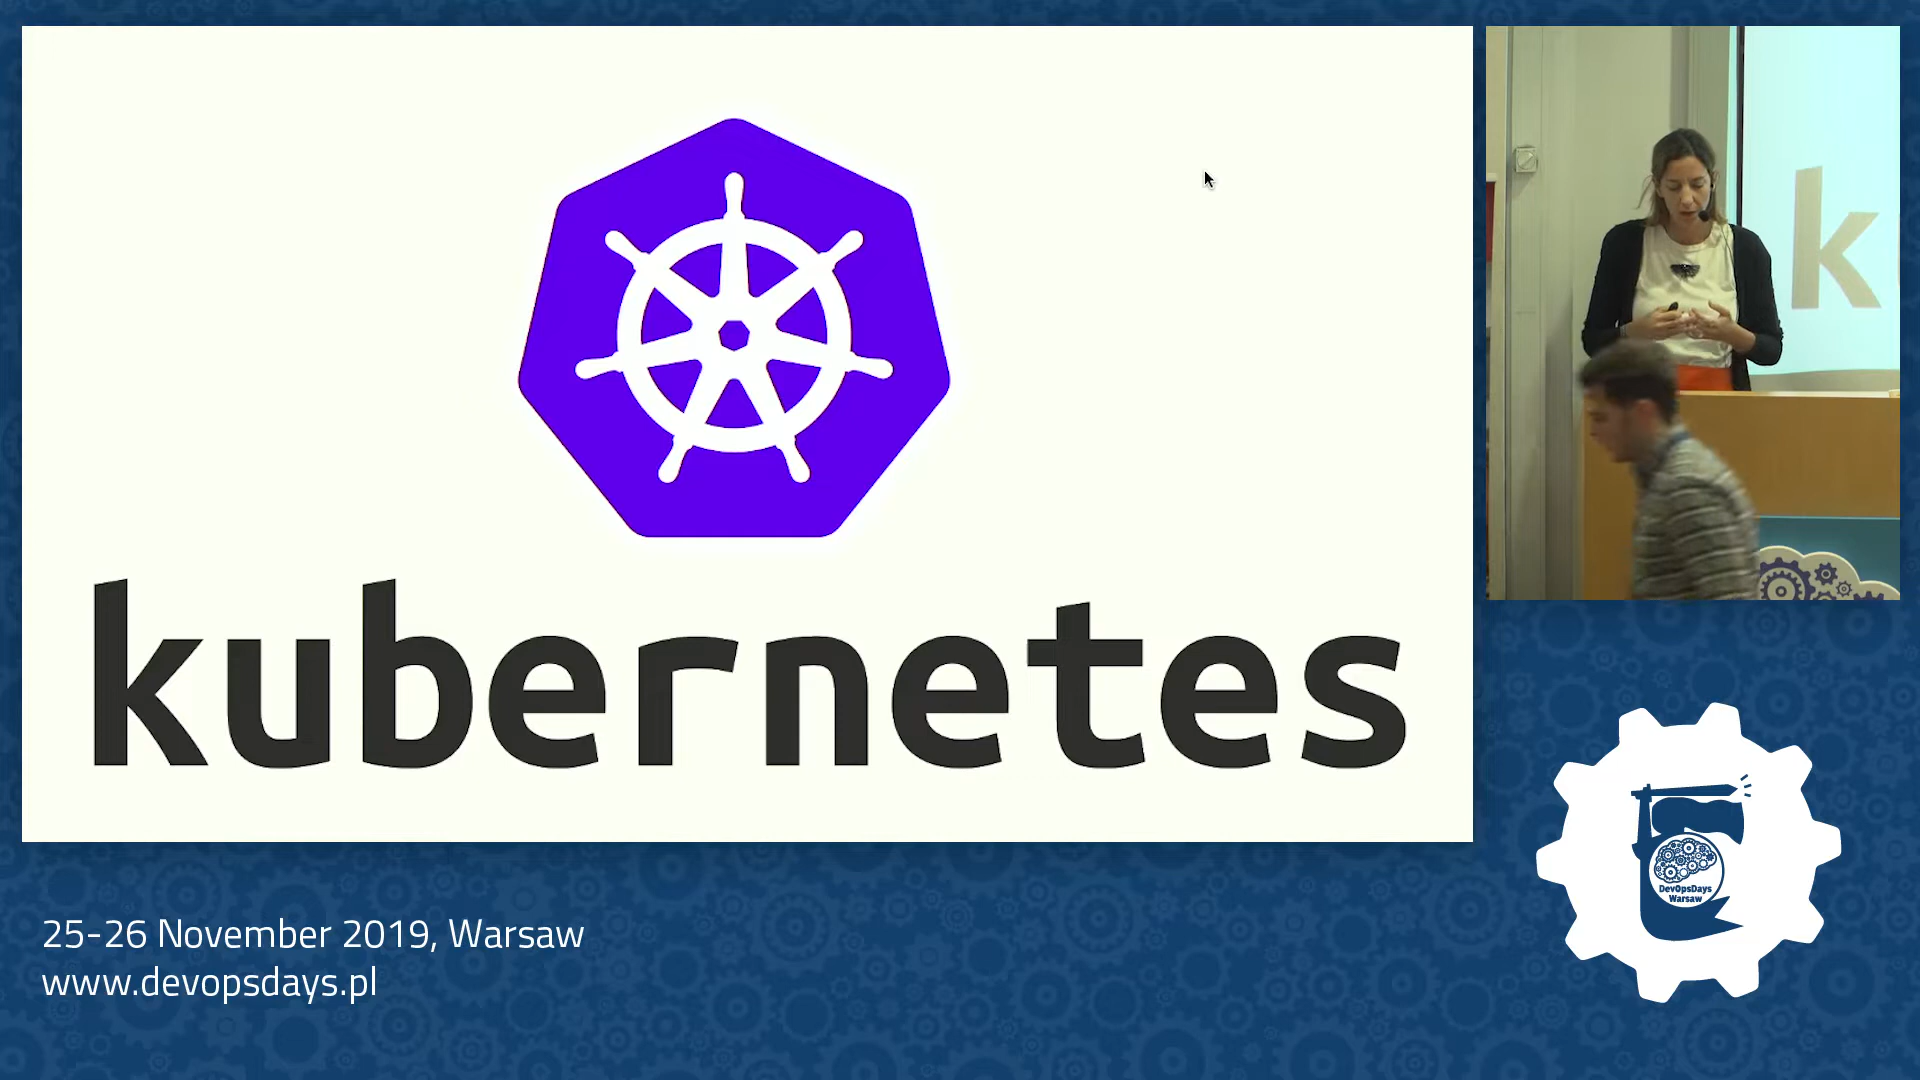 kubernetes
k
25-26 November 2019, Warsaw
www.devopsdays.pl
DevOpsDays
Warsaw